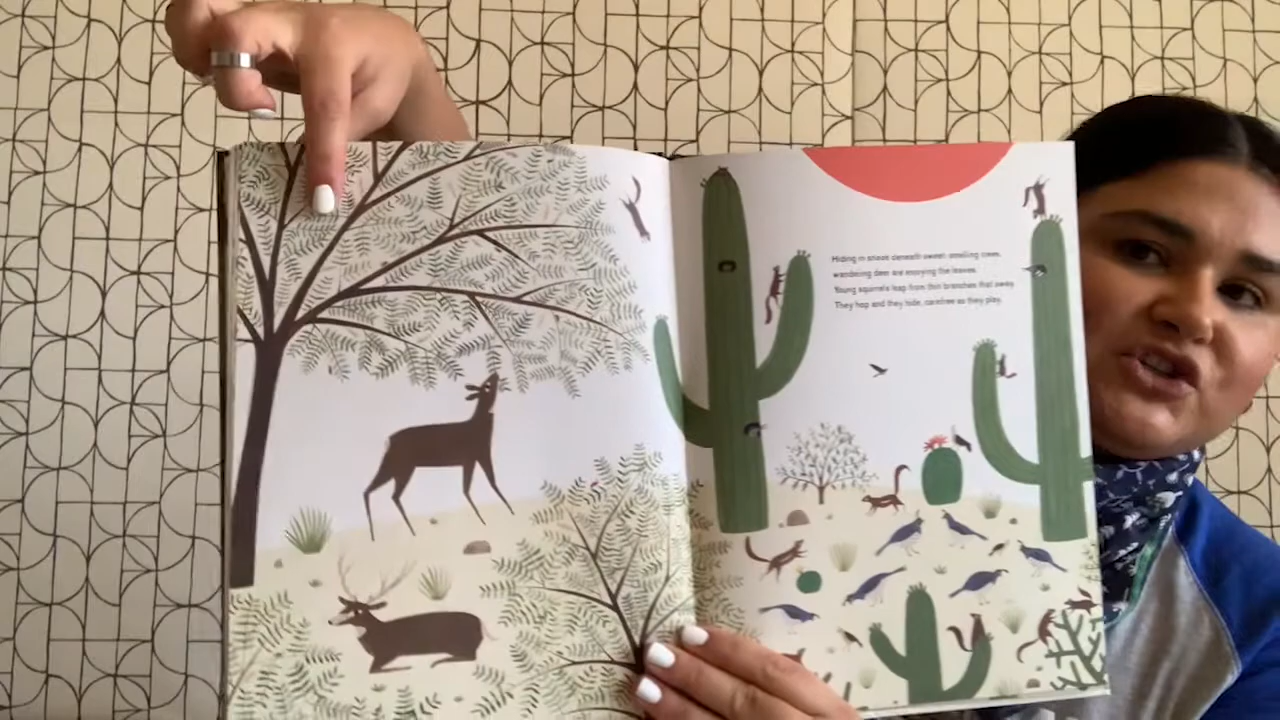 Hiding in shade beneath sweet-smelling trees,
wandering deer are enjoying the leaves.
Young squirrels leap from thin branches that sway.
They hop and they hide, carefree as they play.